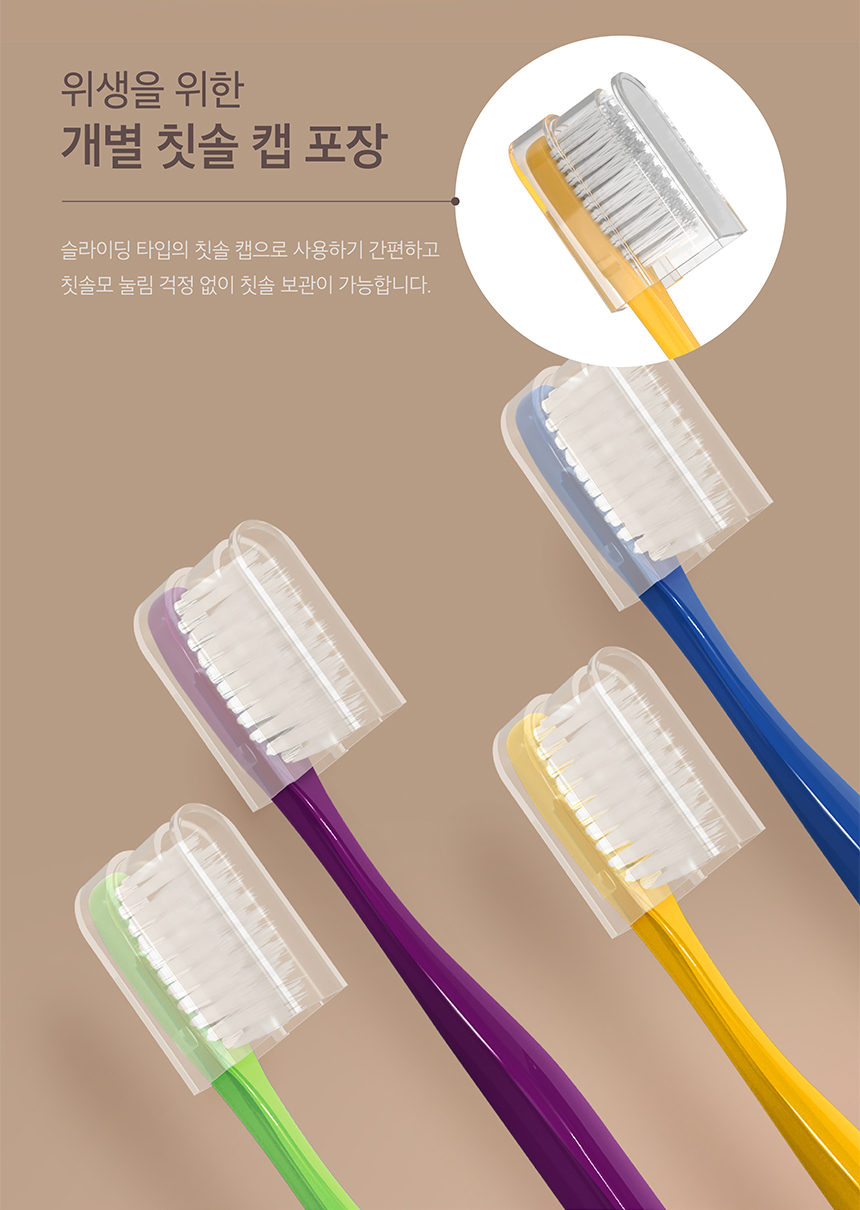 위생을 위한
개별 칫솔 캡 포장
슬라이딩 타입의 칫솔 캡으로 사용하기 간편하고
칫솔모 눌림 걱정 없이 칫솔 보관이 가능합니다.